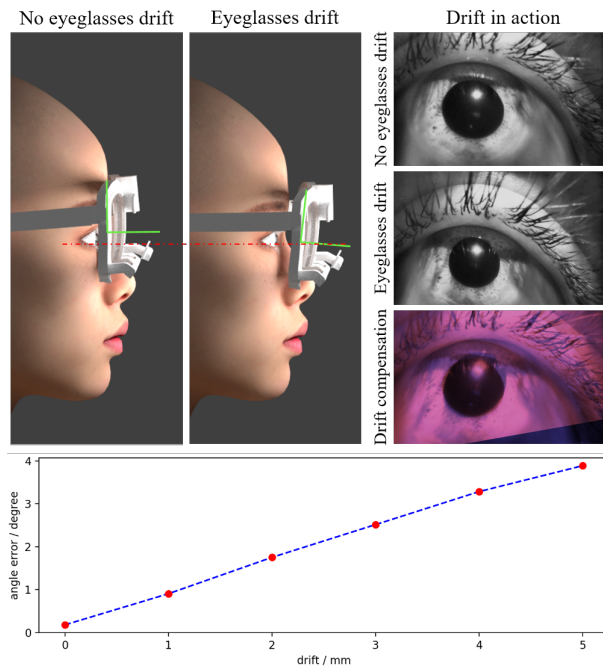 No eyeglasses drift
Eyeglasses drift
Drift in action
No eyeglasses drift
Eyeglasses drift
Drift compensation
angle error / degree
4
3
2
1
0
0 1 2 3 4 5
drift / mm